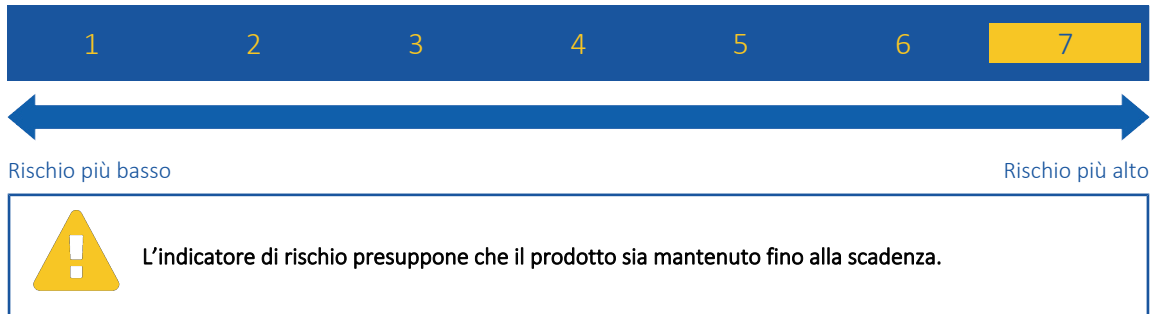 1 2 3 4 5 6 7
Rischio più basso Rischio più alto
L’indicatore di rischio presuppone che il prodotto sia mantenuto fino alla scadenza.